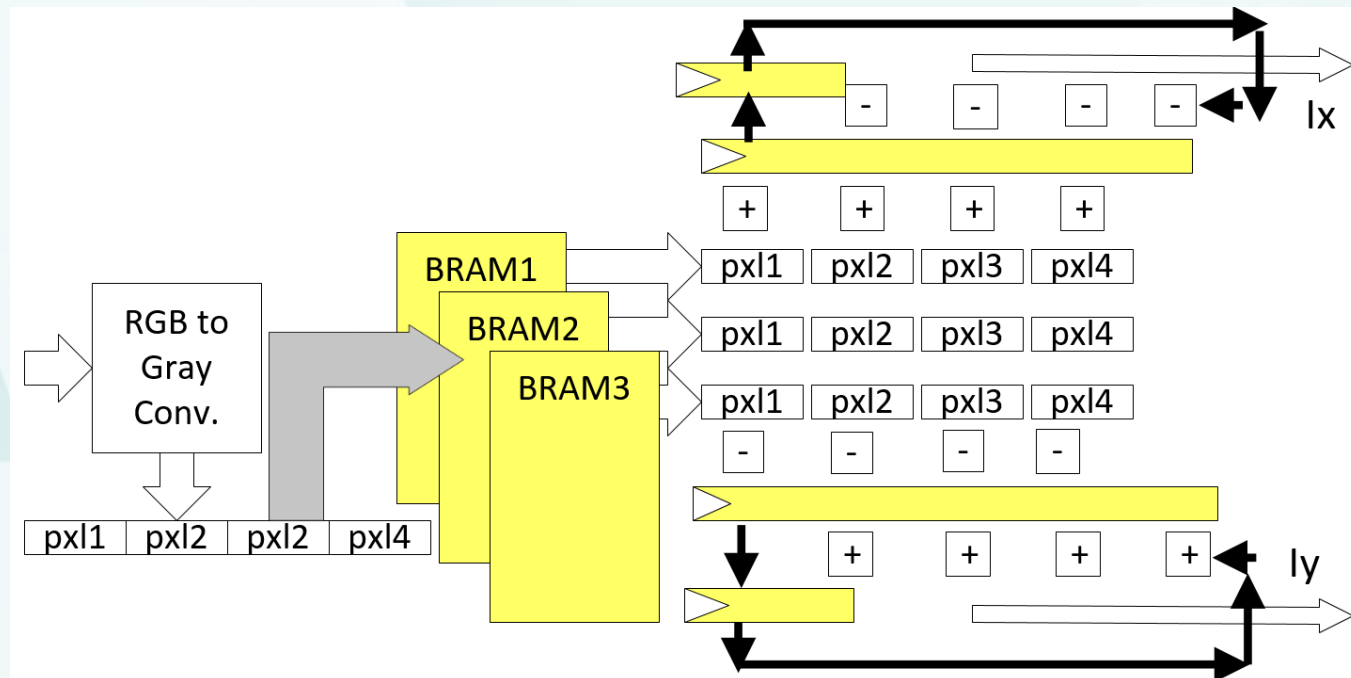 - - - -
Ix
+ + + +
BRAM1
pxl1 pxl2 pxl3 pxl4
RGB to
Gray
Conv.
BRAM2
pxl1 pxl2 pxl3 pxl4
BRAM3
pxl1 pxl2 pxl3 pxl4
- - - -
pxl1 pxl2 pxl2 pxl4
+ + + +
Iy